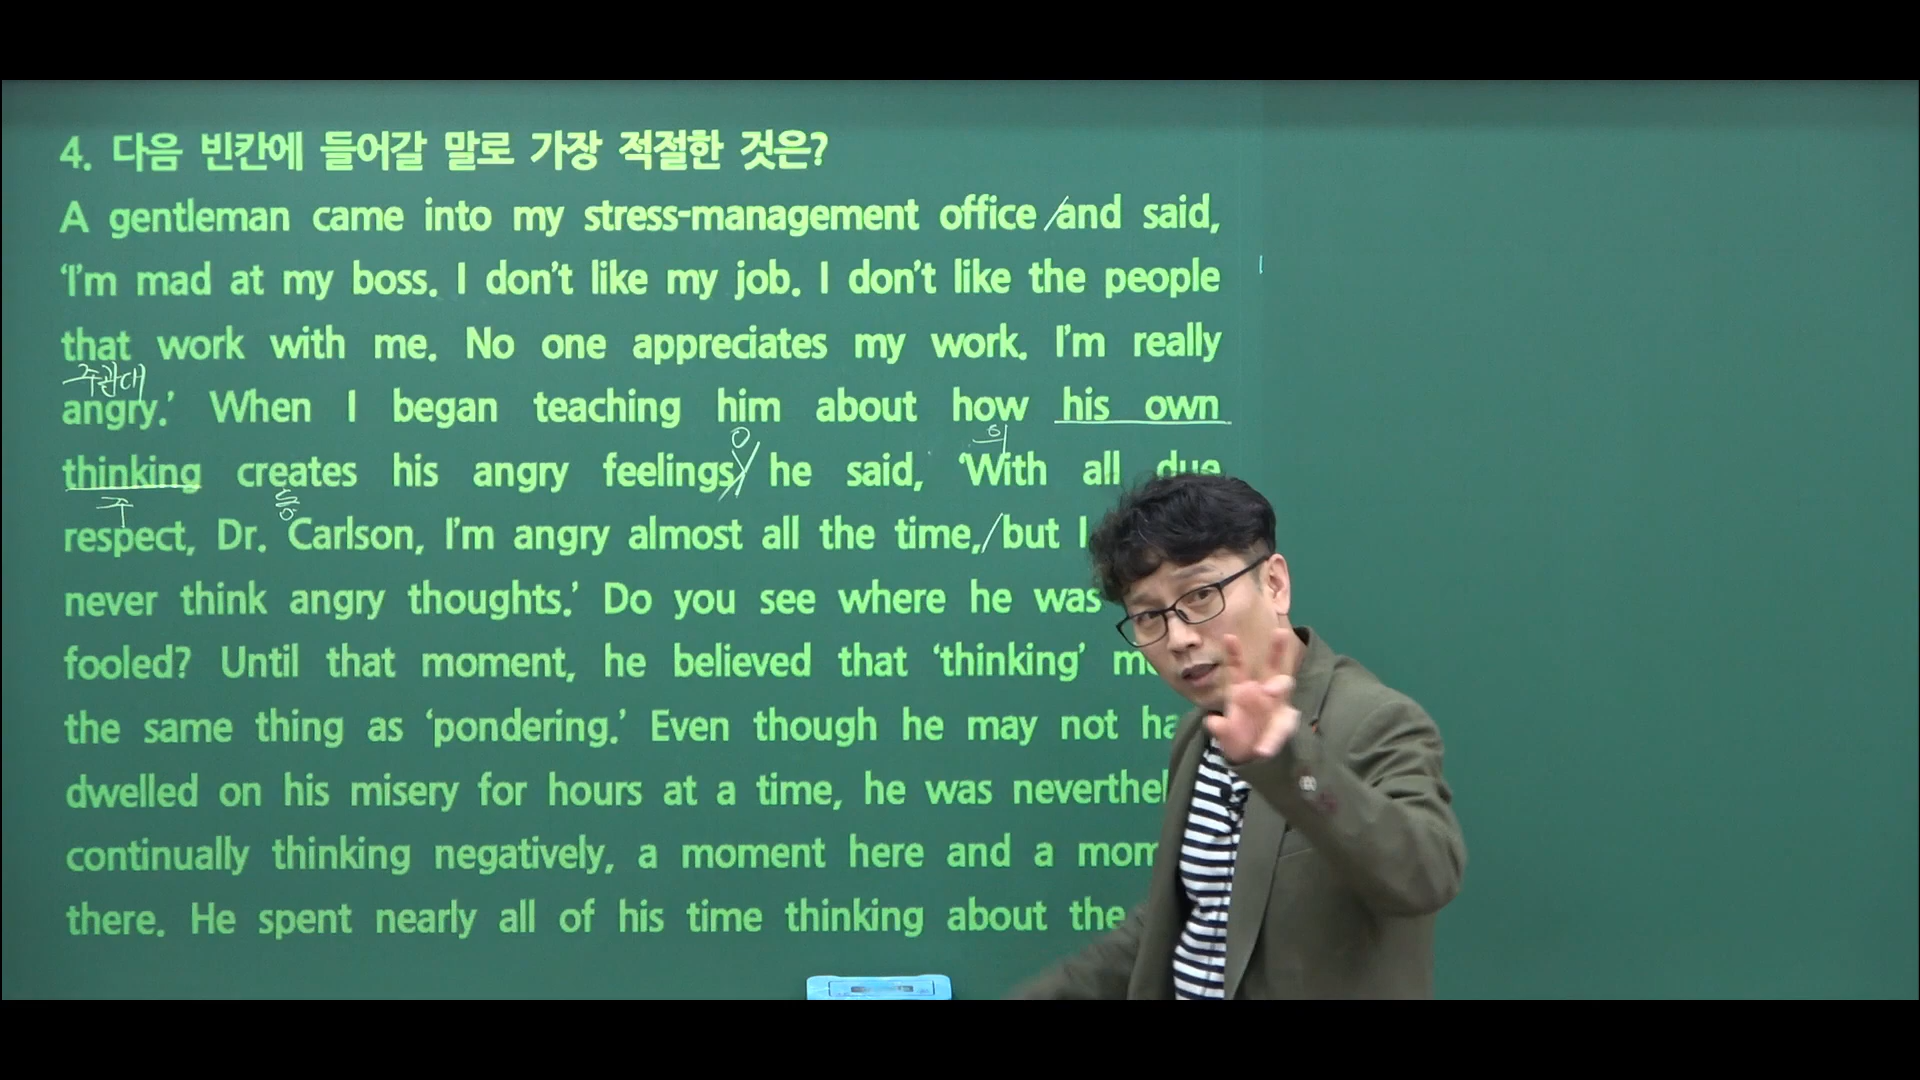 4. 다음 빈칸에 들어갈 말로 가장 적절한 것은?
A gentleman came into my stress-management office and said,
‘I’m mad at my boss. I don’t like my job. I don’t like the people
that work with me. No one appreciates my work. I’m really
주관대
angry.’ When I began teaching him about how his own
thinking creates his angry feelings, he said, ‘With all due
주 동
respect, Dr. Carlson, I’m angry almost all the time, but I
never think angry thoughts.’ Do you see where he was
fooled? Until that moment, he believed that ‘thinking’
the same thing as ‘pondering.’ Even though he may not
dwelled on his misery for hours at a time, he was
continually thinking negatively, a moment here and a
there. He spent nearly all of his time thinking about the